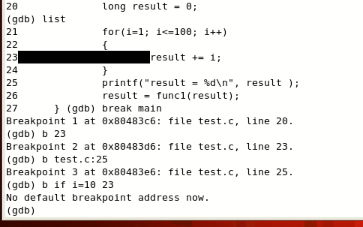 20 long result = 0;
(gdb) list
21 for(i=1; i<=100; i++)
22 {
23 result += i;
24 }
25 printf("result = %d\n", result );
26 result = func1(result);
27 } (gdb) break main
Breakpoint 1 at 0x80483c6: file test.c, line 20.
(gdb) b 23
Breakpoint 2 at 0x80483d6: file test.c, line 23.
(gdb) b test.c:25
Breakpoint 3 at 0x80483e6: file test.c, line 25.
(gdb) b if i=10 23
No default breakpoint address now.
(gdb)